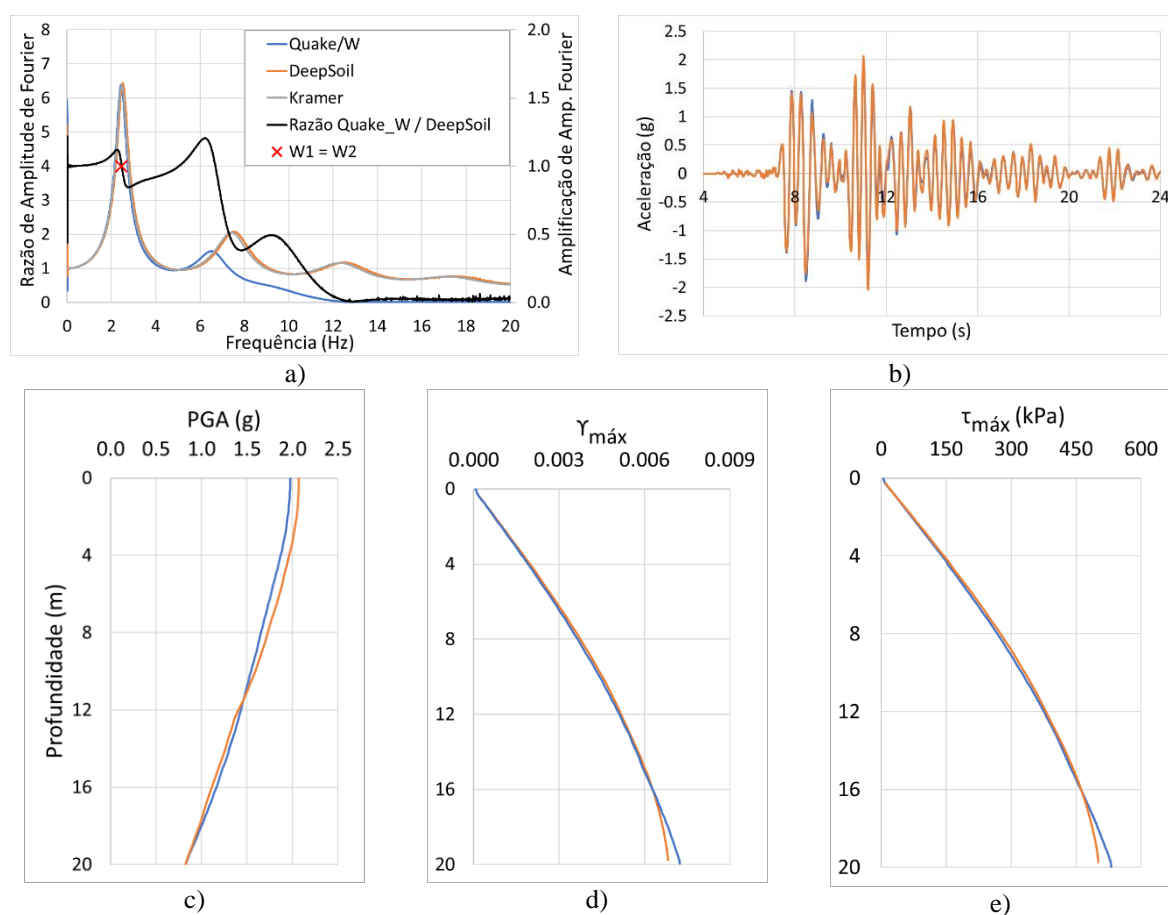 Razão de Amplitude de Fourier
8
7
6
5
4
3
2
1
0
Quake/W
DeepSoil
Kramer
Razão Quake_W / DeepSoil
W1 = W2
2.0
1.5
1.0
0.5
0.0
Amplificação de Amp. Fourier
0 2 4 6 8 10 12 14 16 18 20
Frequência (Hz)
a)
Aceleração (g)
2.5
2
1.5
1
0.5
0
-0.5
-1
-1.5
-2
-2.5
4 8 12 16 20 24
Tempo (s)
b)
PGA (g)
0.0 0.5 1.0 1.5 2.0 2.5
Profundidade (m)
0
4
8
12
16
20
c)
ϒmáx
0.000 0.003 0.006 0.009
0
4
8
12
16
20
d)
τmáx (kPa)
0 150 300 450 600
0
4
8
12
16
20
e)